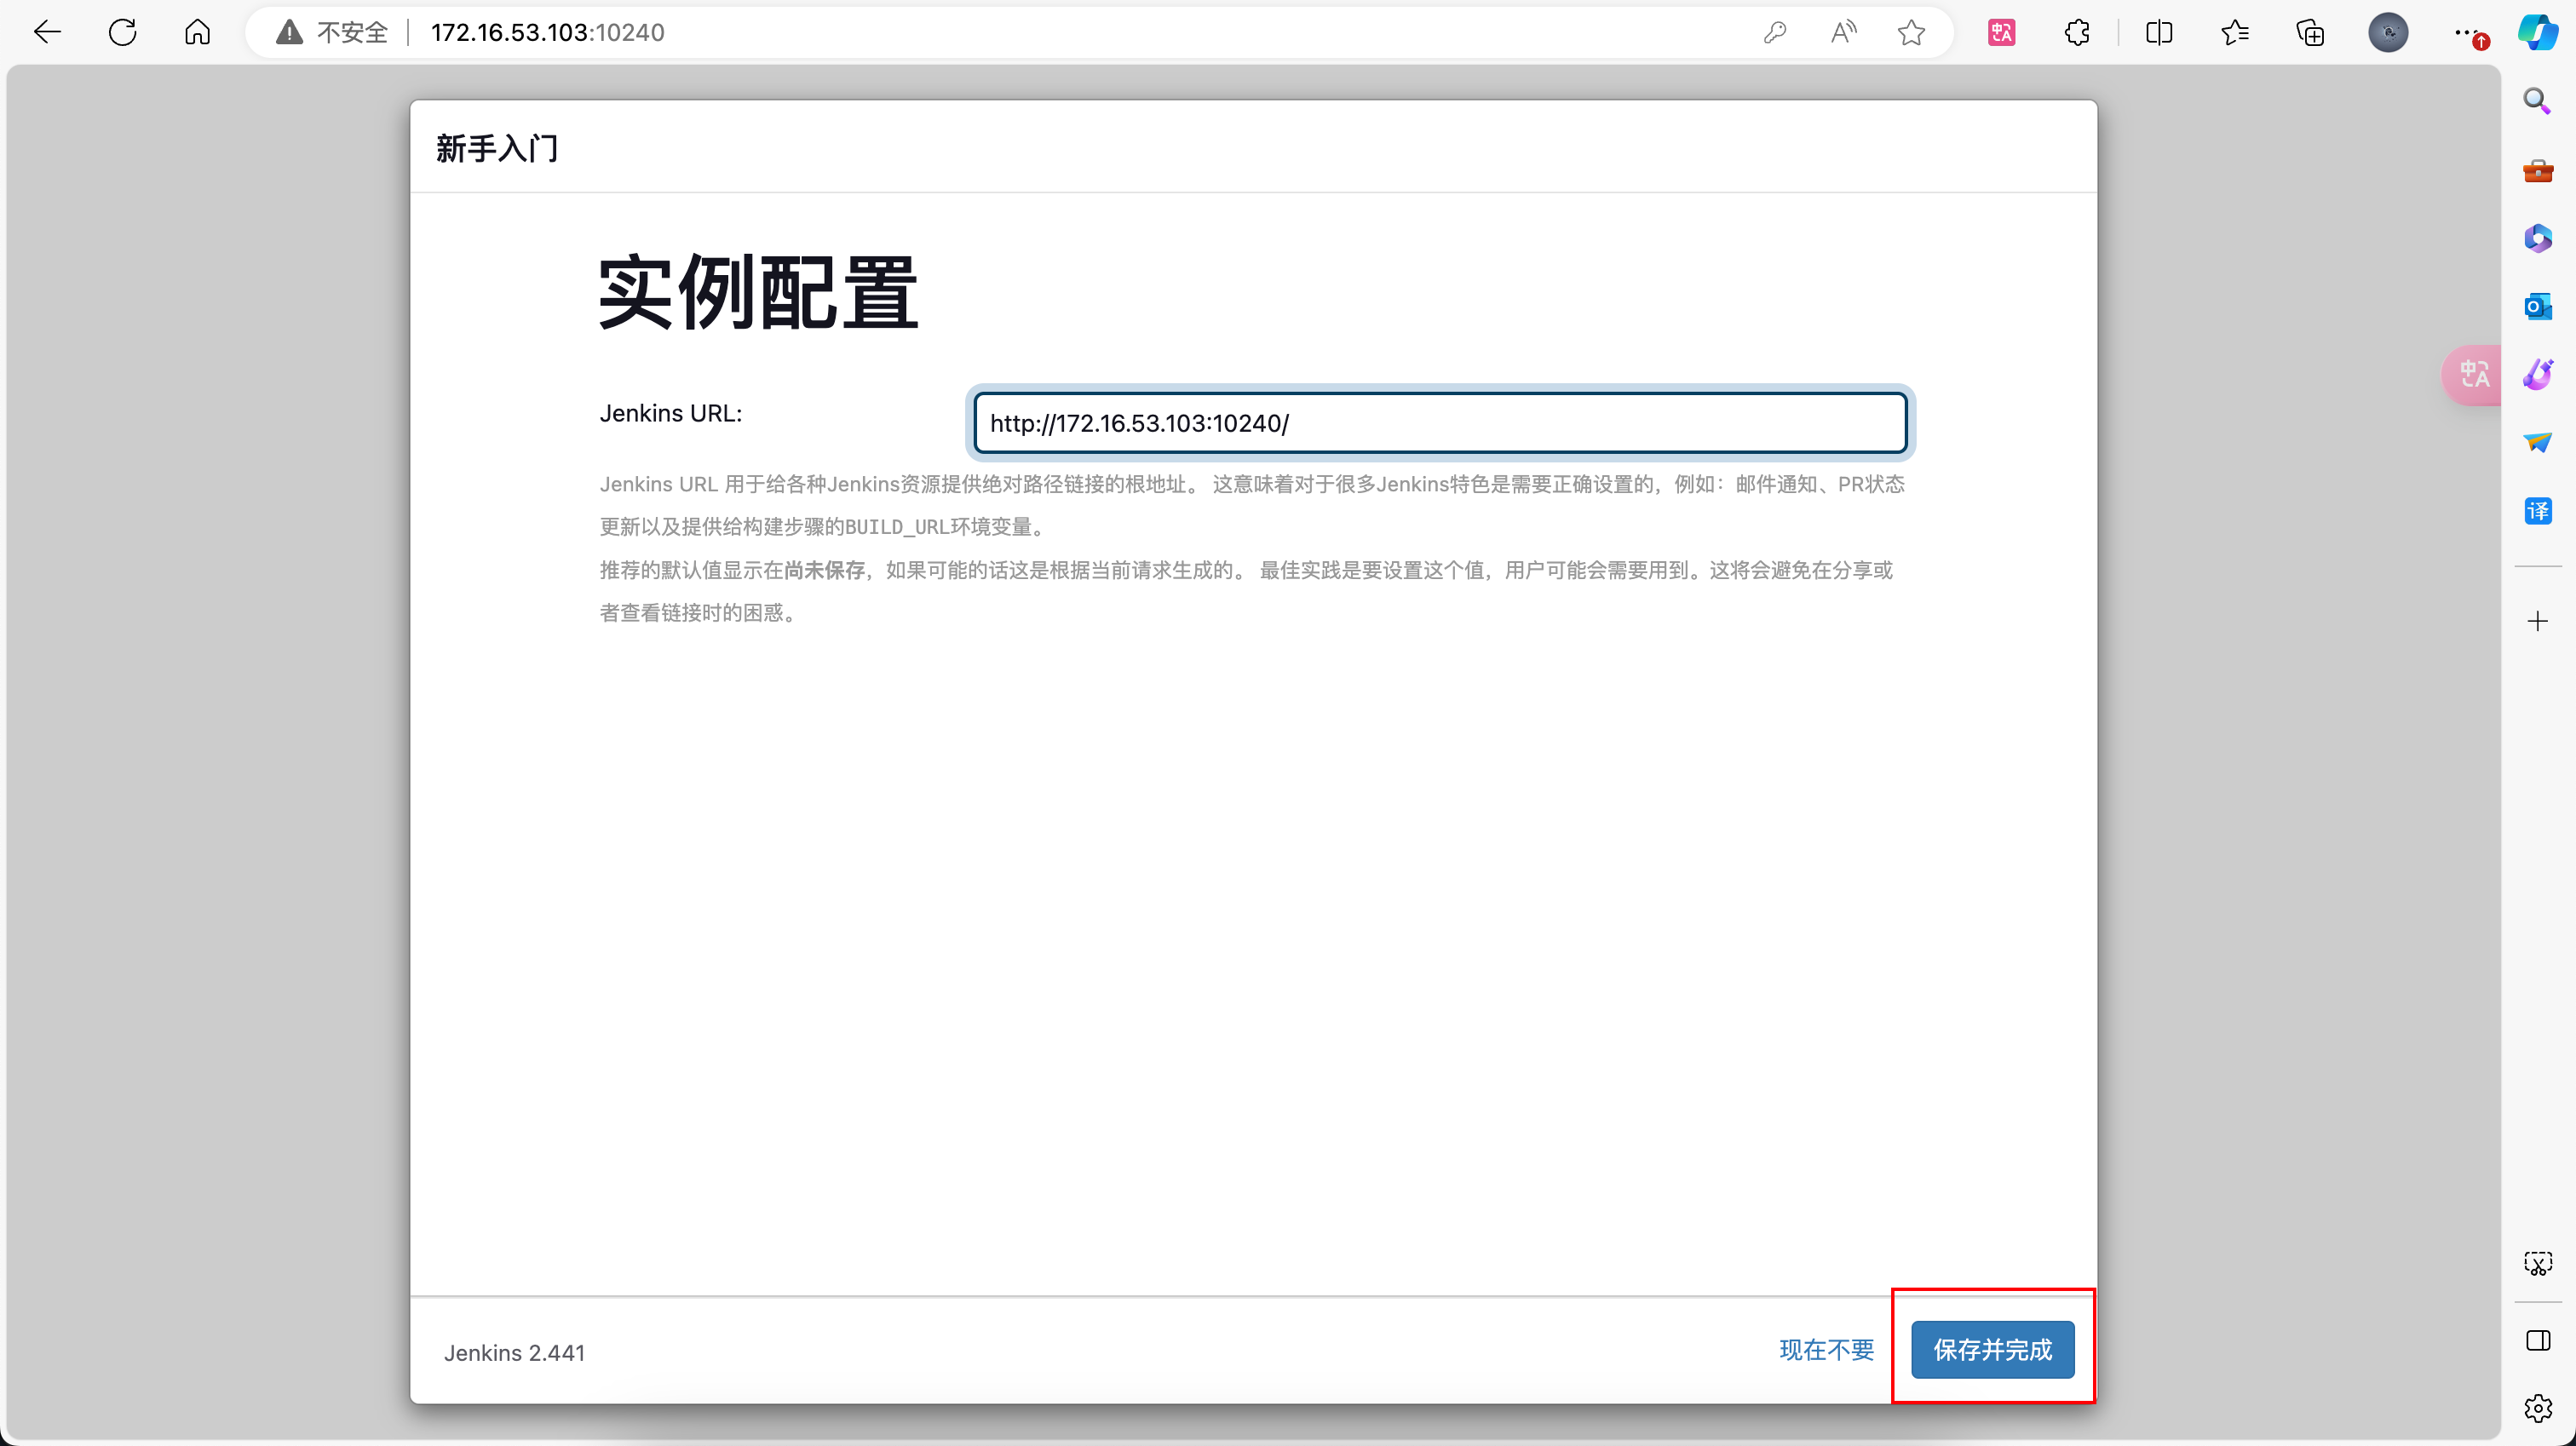 不安全 172.16.53.103:10240
新手入门
实例配置
Jenkins URL:
http://172.16.53.103:10240/
Jenkins URL 用于给各种Jenkins资源提供绝对路径链接的根地址。 这意味着对于很多Jenkins特色是需要正确设置的，例如：邮件通知、PR状态
更新以及提供给构建步骤的BUILD_URL环境变量。
推荐的默认值显示在尚未保存，如果可能的话这是根据当前请求生成的。 最佳实践是要设置这个值，用户可能会需要用到。这将会避免在分享或
者查看链接时的困惑。
Jenkins 2.441
现在不要
保存并完成
中A
译